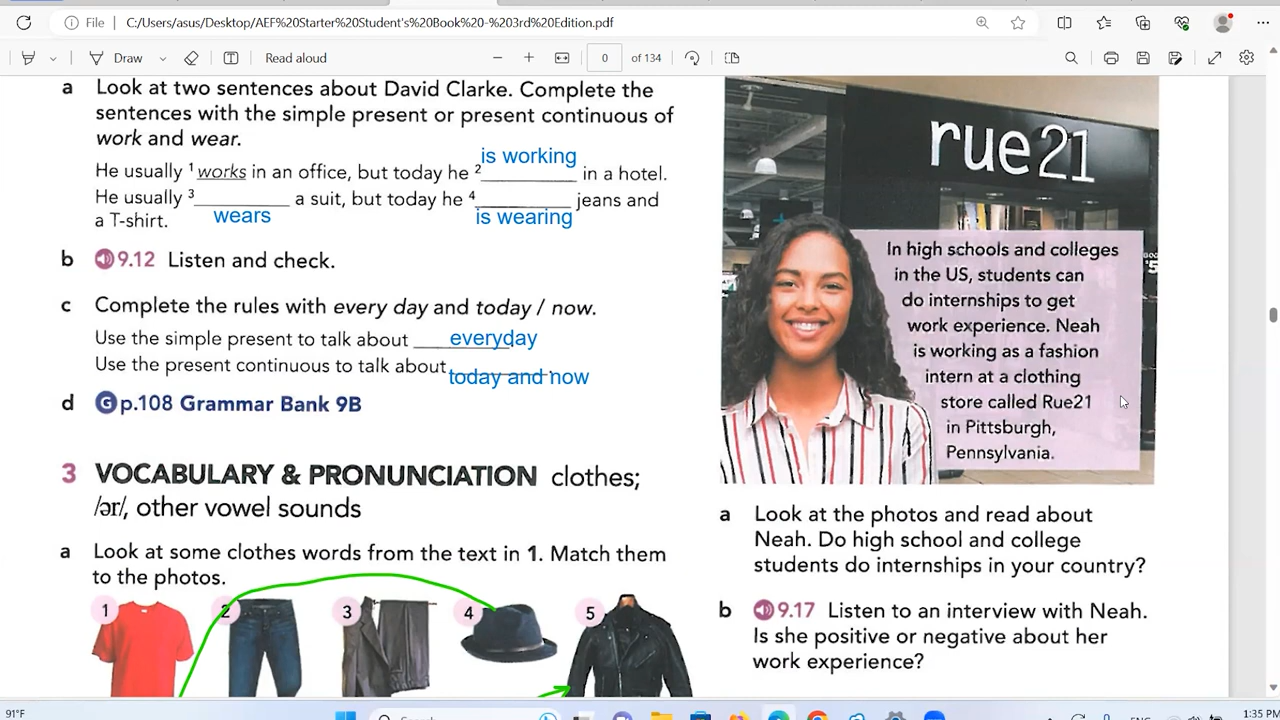 File
C:/Users/asus/Desktop/AEF%20Starter%20Student's%20Book%20-%203rd%20Edition.pdf
Draw
Read aloud
0
of 134
a Look at two sentences about David Clarke. Complete the
sentences with the simple present or present continuous of
work and wear.
is working
He usually 1 works in an office, but today he 2 __________ in a hotel.
He usually 3 __________ a suit, but today he 4 __________ jeans and
wears
is wearing
a T-shirt.
b 9.12 Listen and check.
c Complete the rules with every day and today / now.
Use the simple present to talk about __________.
everyday
Use the present continuous to talk about __________.
today and now
d G p.108 Grammar Bank 9B
3 VOCABULARY & PRONUNCIATION clothes;
/ər/, other vowel sounds
a Look at some clothes words from the text in 1. Match them
to the photos.
1
2
3
4
5
rue21
In high schools and colleges
in the US, students can
do internships to get
work experience. Neah
is working as a fashion
intern at a clothing
store called Rue21
in Pittsburgh,
Pennsylvania.
a Look at the photos and read about
Neah. Do high school and college
students do internships in your country?
b 9.17 Listen to an interview with Neah.
Is she positive or negative about her
work experience?
91°F
Search
ENG
1:35 PM